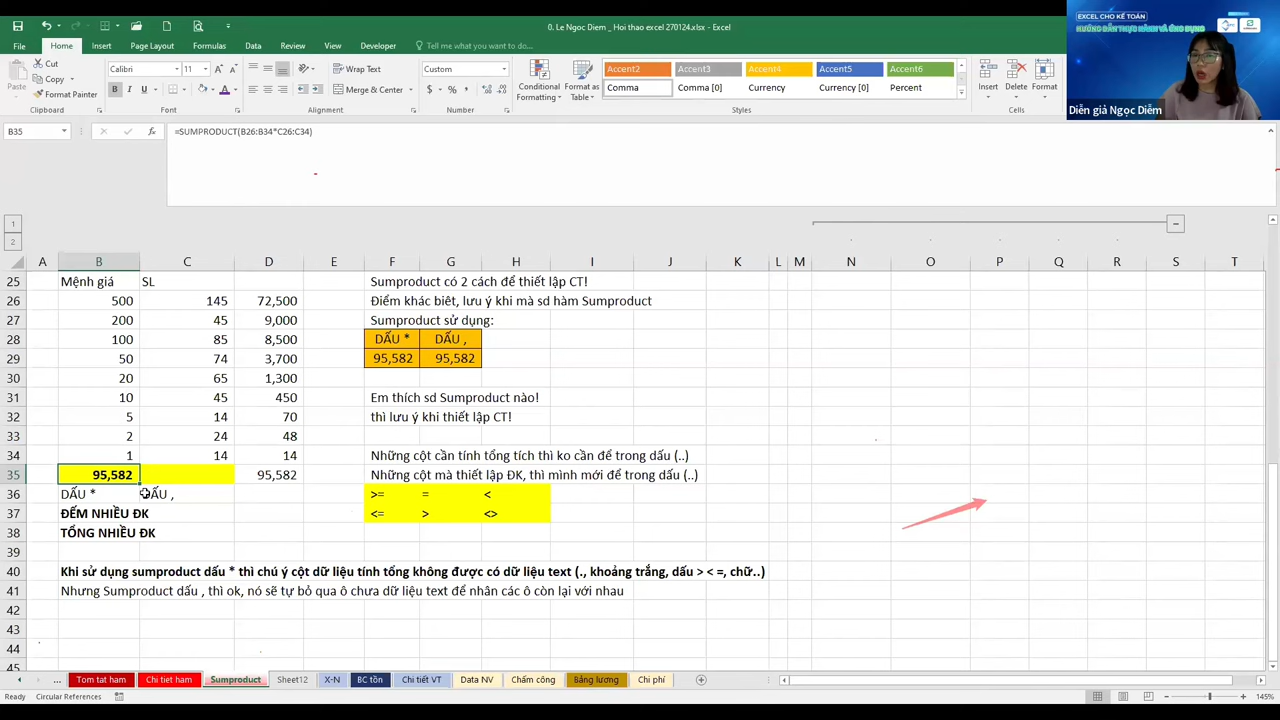 0. Le Ngoc Diem _ Hoi thao excel 270124.xlsx - Excel
File Home Insert Page Layout Formulas Data Review View Developer Tell me what you want to do...
Cut
Copy
Format Painter
Paste
Clipboard
Calibri 11
B I U
Font
Wrap Text
Merge & Center
Alignment
Custom
$ % ,
Number
Conditional Formatting
Format as Table
Accent2 Accent3 Accent4 Accent5 Accent6
Comma Comma [0] Currency Currency [0] Percent
Styles
Insert Delete Format
Cells
EXCEL CHO KẾ TOÁN
HƯỚNG DẪN THỰC HÀNH VÀ ỨNG DỤNG
Diễn giả Ngọc Diễm
B35 fx =SUMPRODUCT(B26:B34*C26:C34)
1
2
A B C D E F G H I J K L M N O P Q R S T
25 Mệnh giá SL Sumproduct có 2 cách để thiết lập CT!
26 500 145 72,500 Điểm khác biêt, lưu ý khi mà sd hàm Sumproduct
27 200 45 9,000 Sumproduct sử dụng:
28 100 85 8,500 DẤU * DẤU ,
29 50 74 3,700 95,582 95,582
30 20 65 1,300
31 10 45 450 Em thích sd Sumproduct nào!
32 5 14 70 thì lưu ý khi thiết lập CT!
33 2 24 48
34 1 14 14 Những cột cần tính tổng tích thì ko cần để trong dấu (..)
35 95,582 95,582 Những cột mà thiết lập ĐK, thì mình mới để trong dấu (..)
36 DẤU * DẤU , >= = <
37 ĐẾM NHIỀU ĐK <= > <>
38 TỔNG NHIỀU ĐK
39
40 Khi sử dụng sumproduct dấu * thì chú ý cột dữ liệu tính tổng không được có dữ liệu text (., khoảng trắng, dấu > < =, chữ..)
41 Nhưng Sumproduct dấu , thì ok, nó sẽ tự bỏ qua ô chưa dữ liệu text để nhân các ô còn lại với nhau
42
43
44
45
... Tom tat ham Chi tiet ham Sumproduct Sheet12 X-N BC tồn Chi tiết VT Data NV Chấm công Bảng lương Chi phí
Ready Circular References 145%